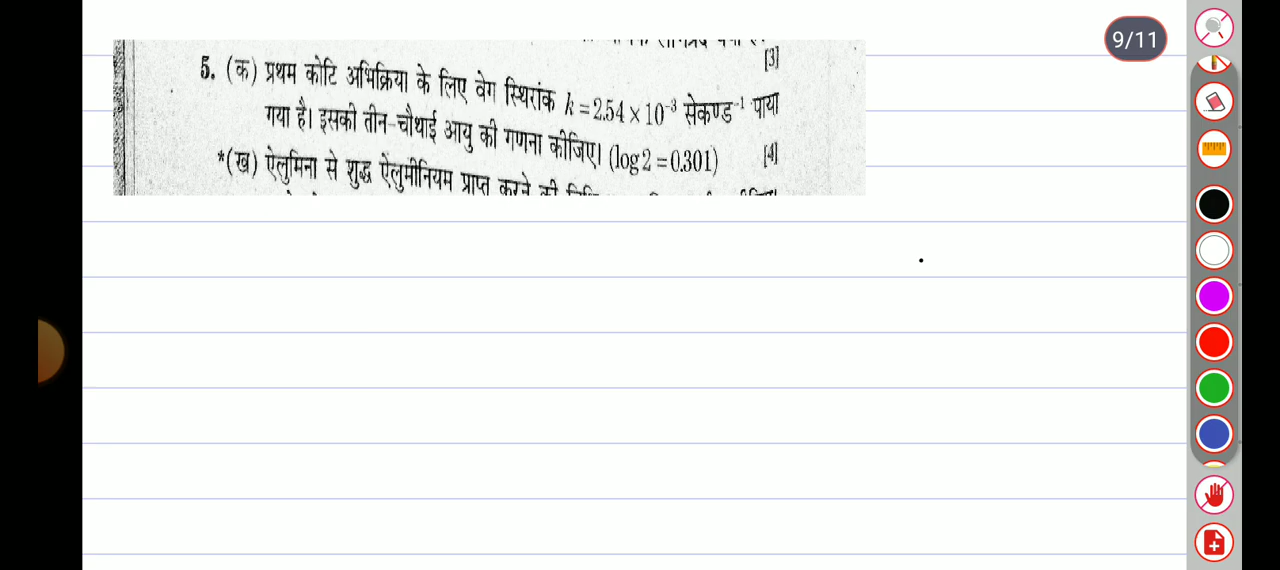 9/11
[3]
5. (क) प्रथम कोटि अभिक्रिया के लिए वेग स्थिरांक k = 2.54 × 10⁻³ सेकण्ड⁻¹ पाया
गया है। इसकी तीन-चौथाई आयु की गणना कीजिए। (log 2 = 0.301) [4]
*(ख) ऐलुमिना से शुद्ध ऐलुमीनियम प्राप्त करने की